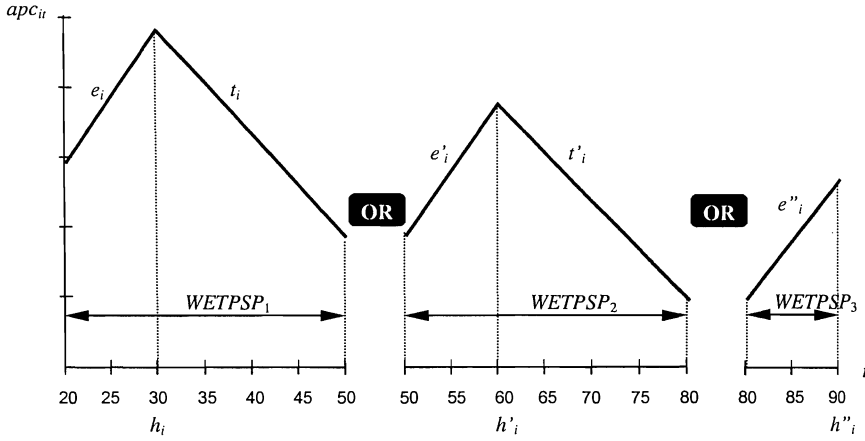 apc_it
e_i
t_i
e'_i
t'_i
e"_i
OR
OR
WETPSP_1
WETPSP_2
WETPSP_3
t
20 25 30 35 40 45 50
50 55 60 65 70 75 80
80 85 90
h_i
h'_i
h"_i